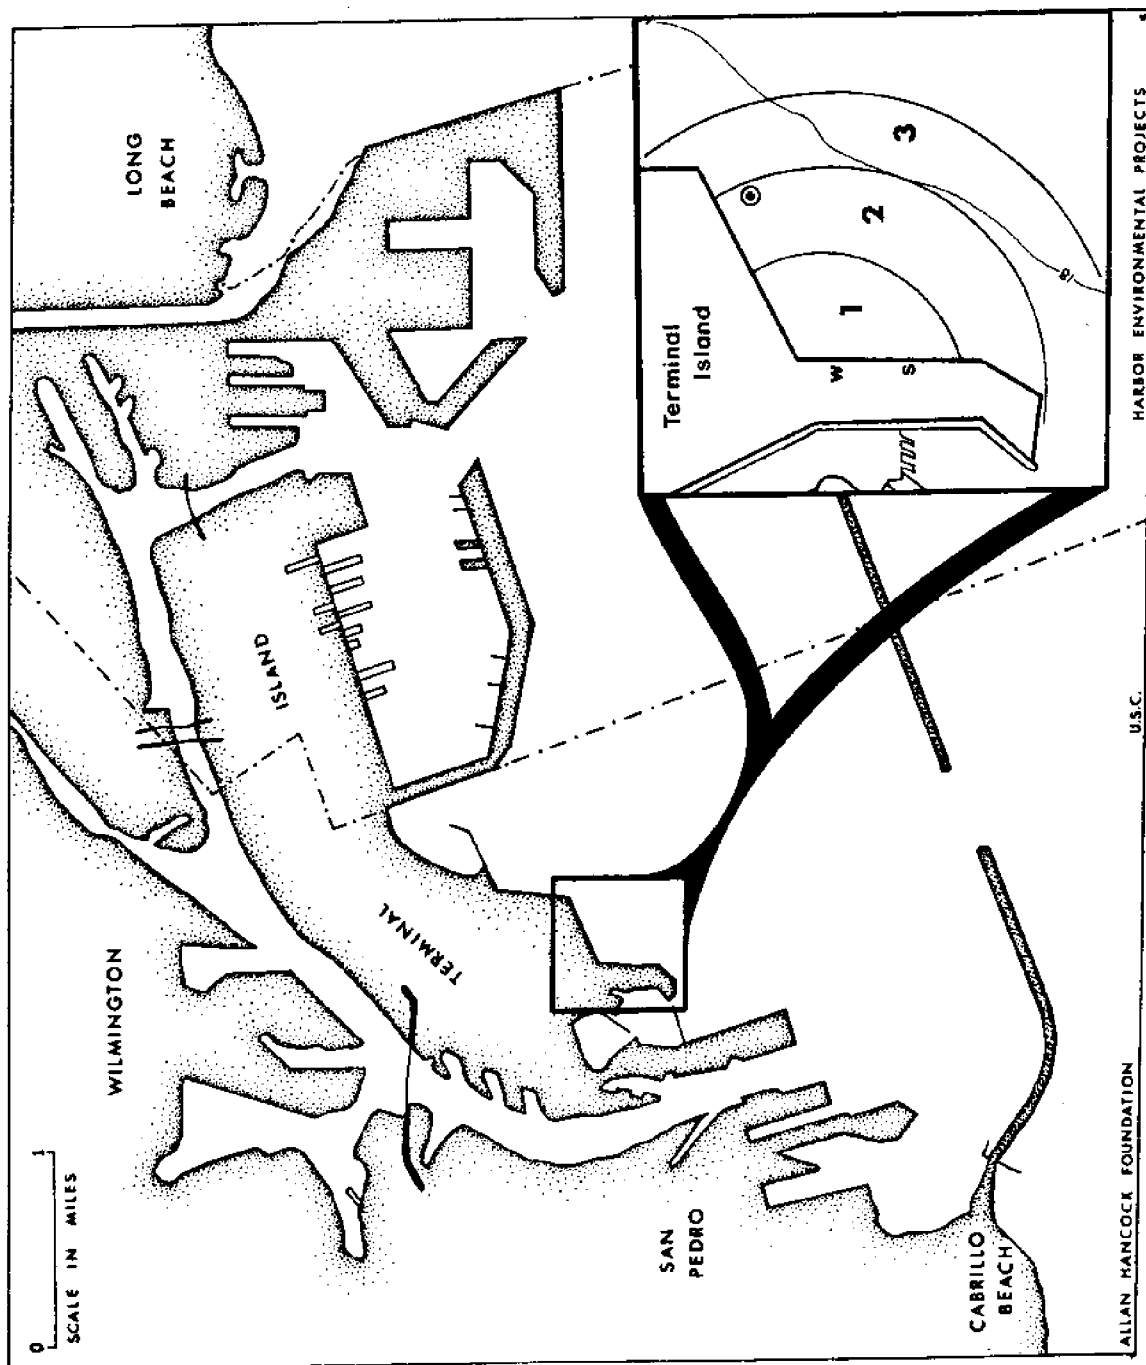 0 1
SCALE IN MILES
WILMINGTON
LONG
BEACH
TERMINAL
ISLAND
SAN
PEDRO
CABRILLO
BEACH
Terminal
Island
W
S
1
2
3
ALLAN HANCOCK FOUNDATION
U.S.C.
HARBOR ENVIRONMENTAL PROJECTS